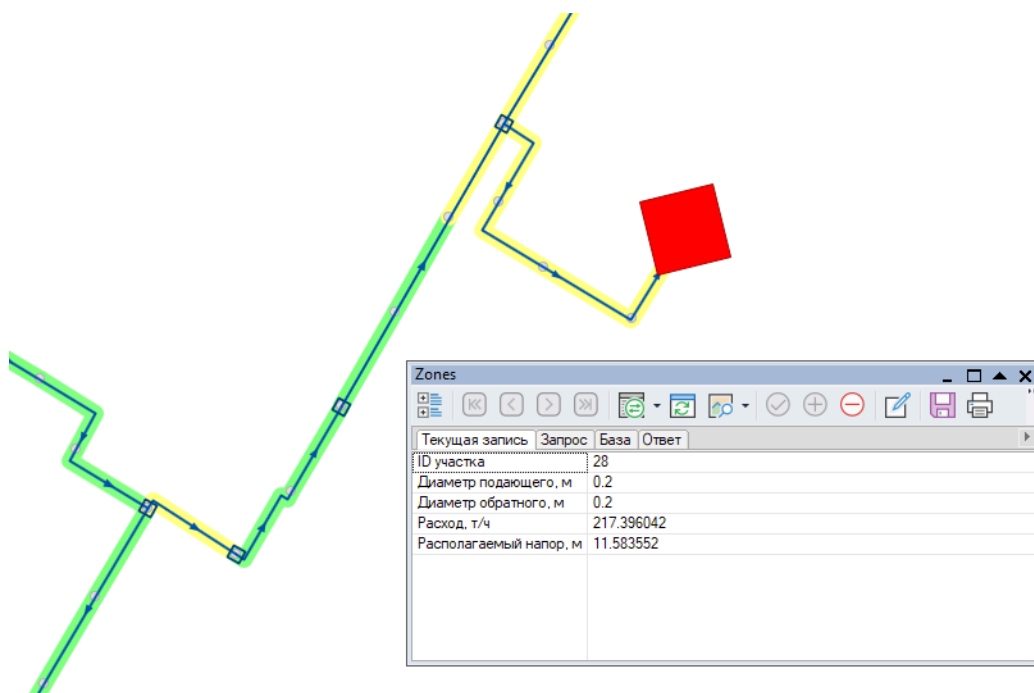 Zones
Текущая запись Запрос База Ответ
ID участка 28
Диаметр подающего, м 0.2
Диаметр обратного, м 0.2
Расход, т/ч 217.396042
Располагаемый напор, м 11.583552